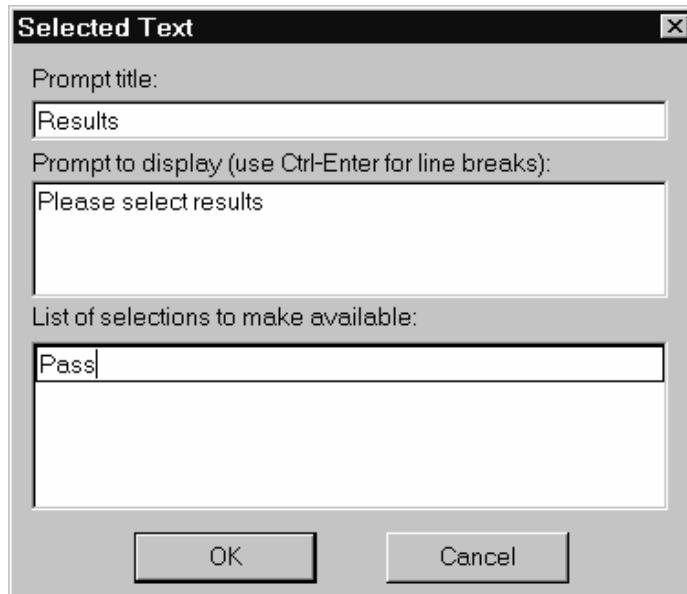 Selected Text
Prompt title:
Results
Prompt to display (use Ctrl-Enter for line breaks):
Please select results
List of selections to make available:
Pass
OK
Cancel